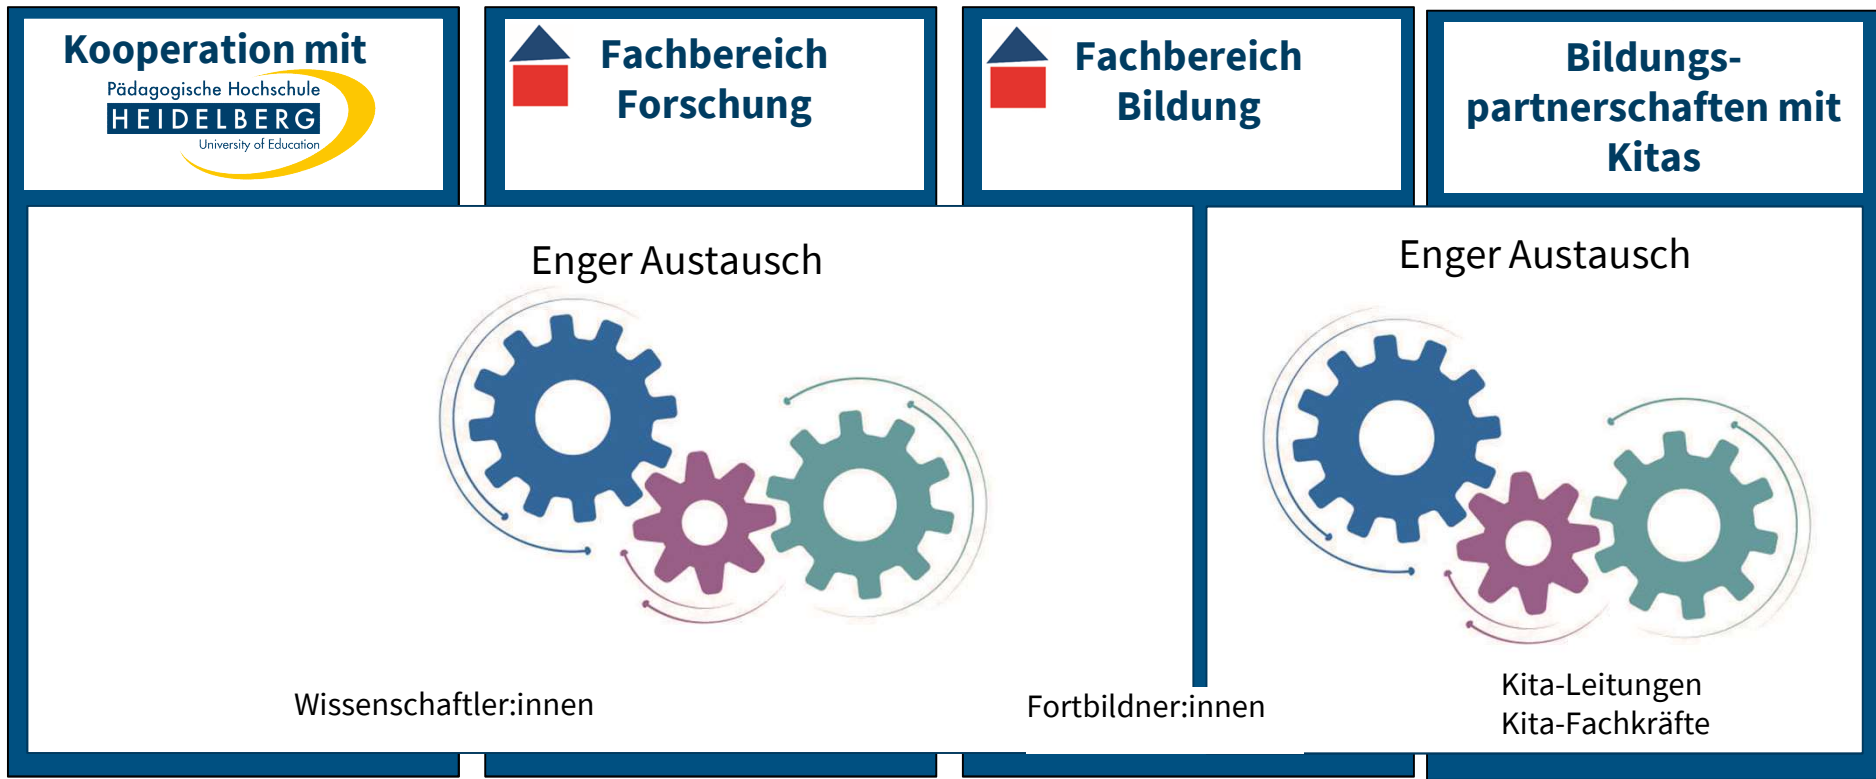 Kooperation mit
Pädagogische Hochschule
HEIDELBERG
University of Education
Fachbereich
Forschung
Fachbereich
Bildung
Bildungs-
partnerschaften mit
Kitas
Enger Austausch
Enger Austausch
Wissenschaftler:innen
Fortbildner:innen
Kita-Leitungen
Kita-Fachkräfte